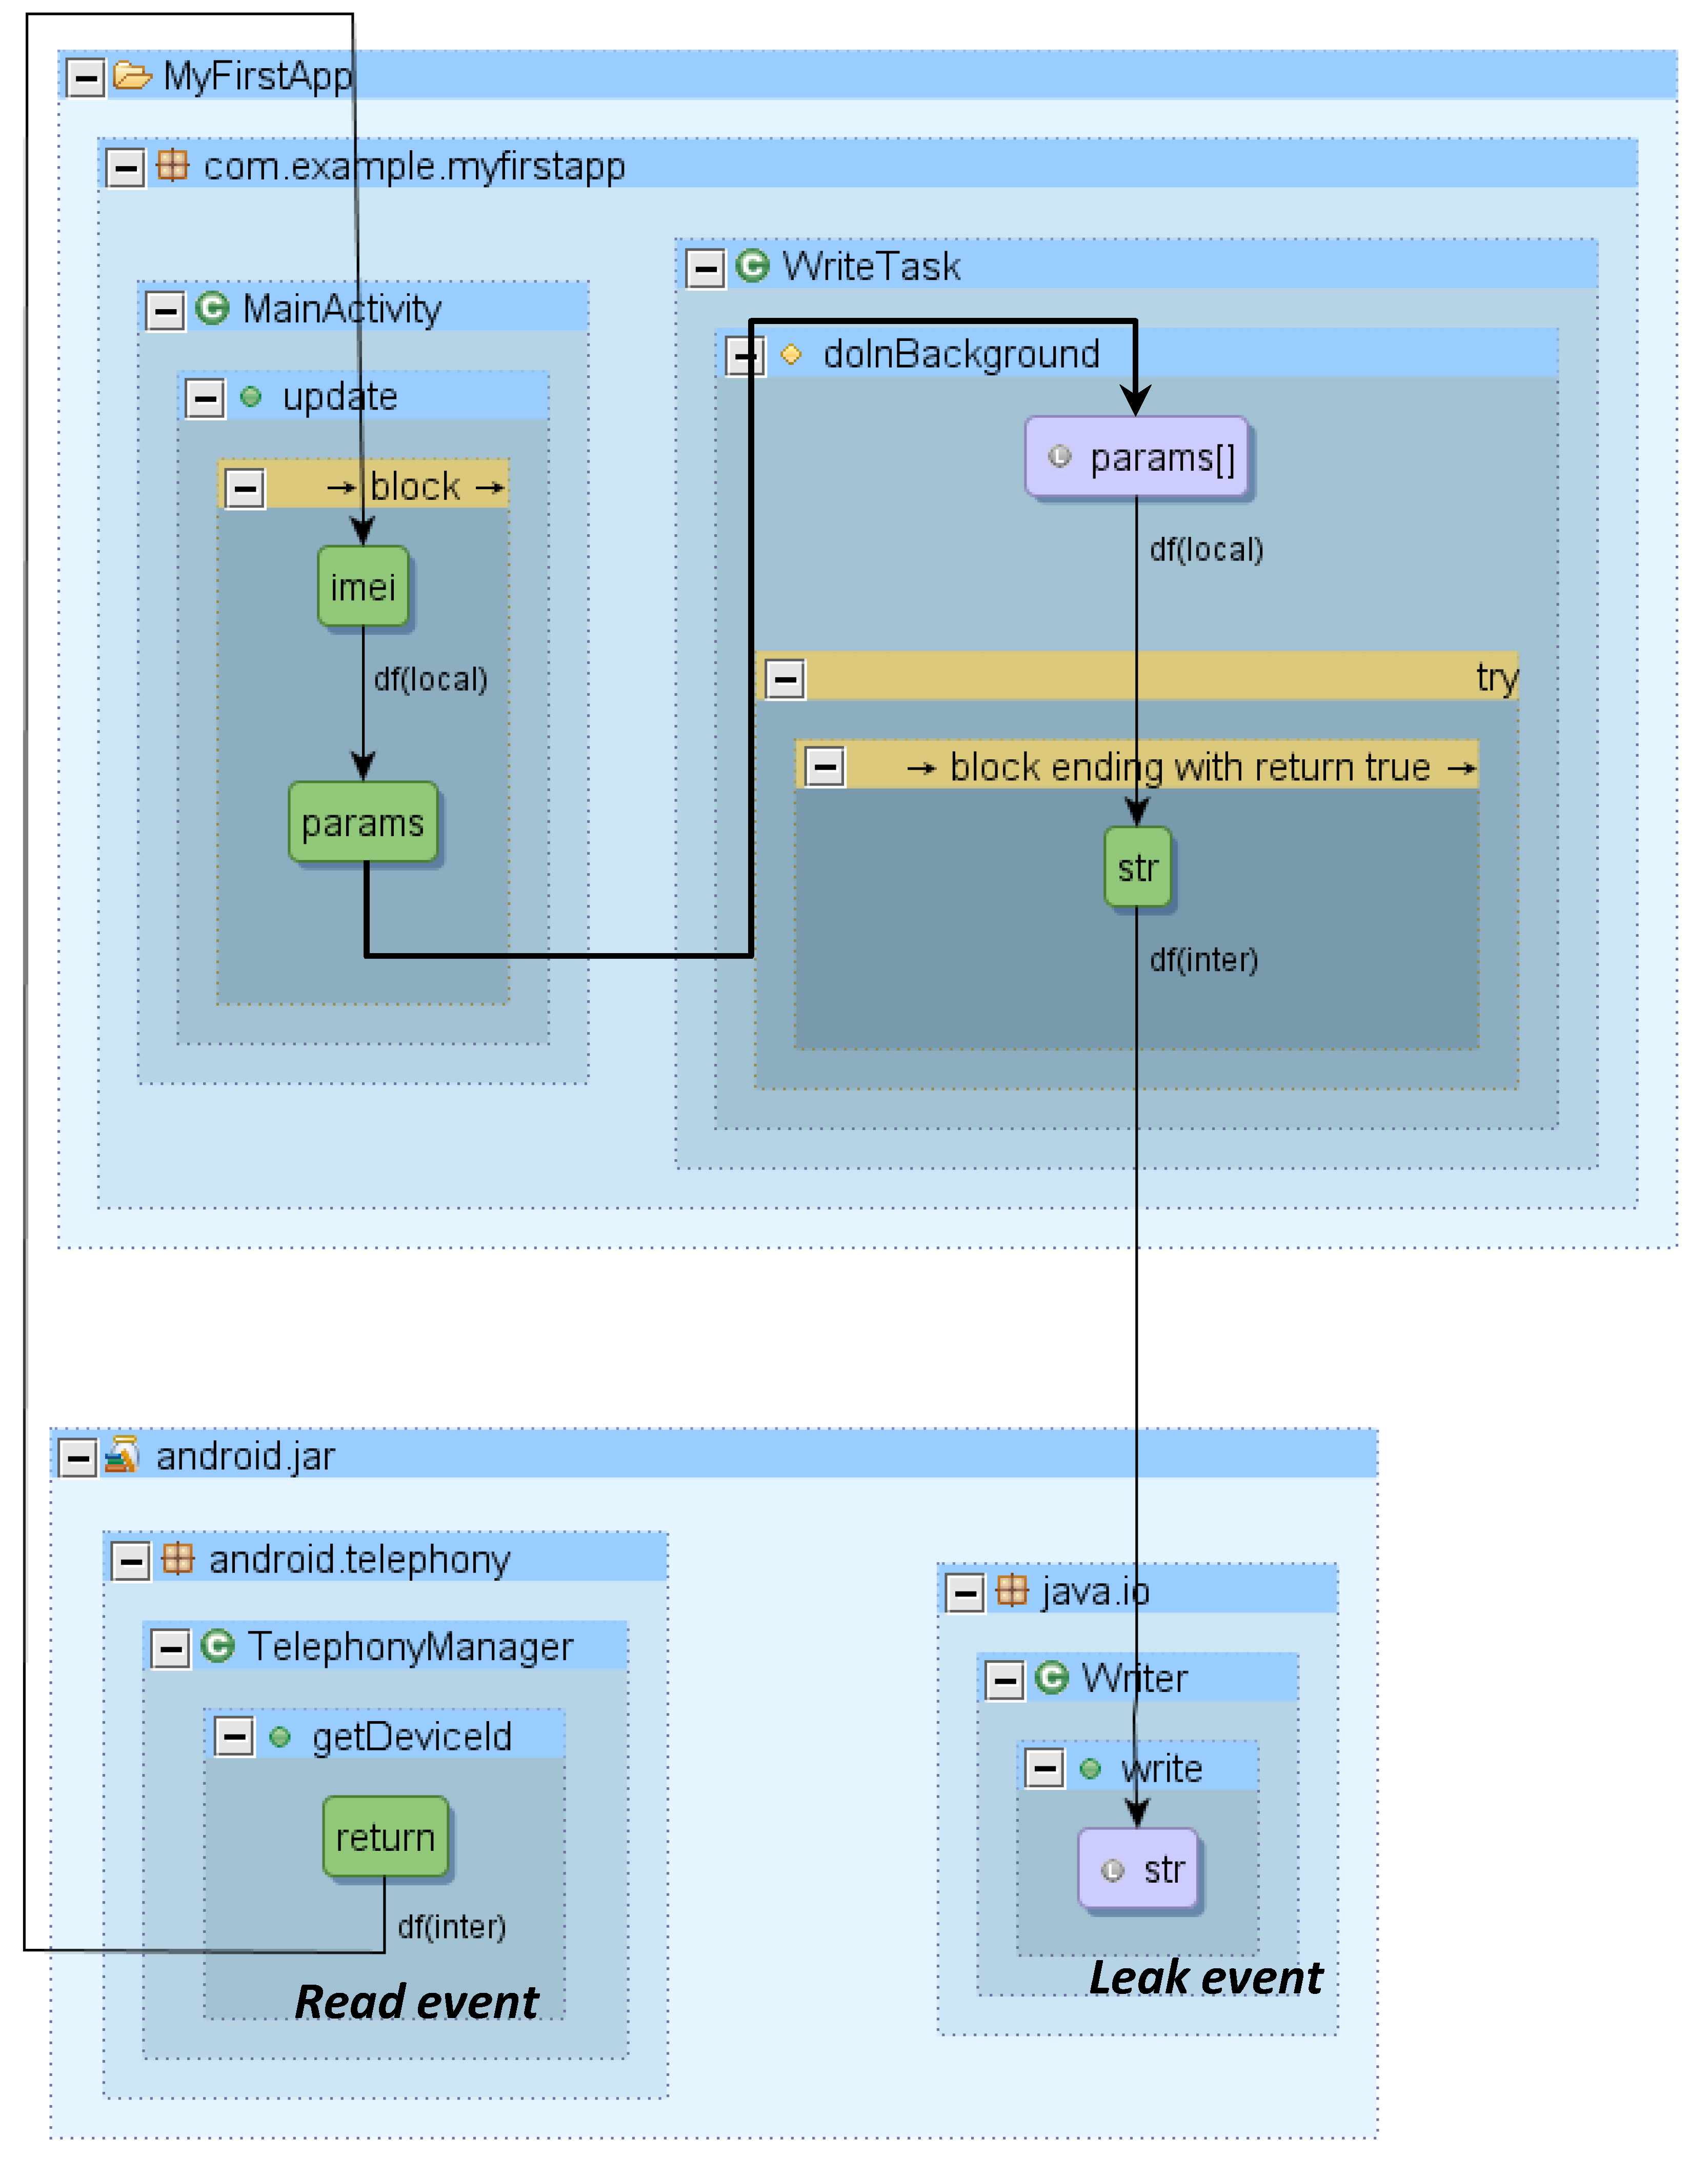 MyFirstApp
com.example.myfirstapp
MainActivity
update
→ block →
imei
df(local)
params
WriteTask
doInBackground
params[]
df(local)
try
→ block ending with return true →
str
df(inter)
android.jar
android.telephony
TelephonyManager
getDeviceId
return
df(inter)
Read event
java.io
Writer
write
str
Leak event